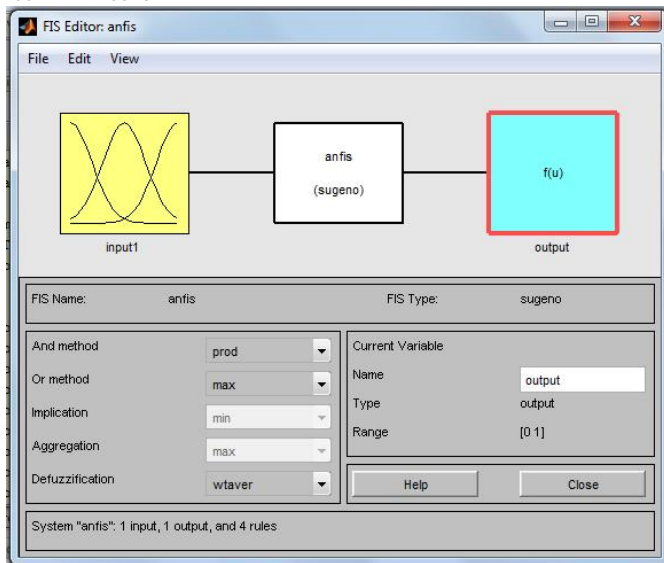 FIS Editor: anfis
File Edit View
anfis
(sugeno)
f(u)
input1
output
FIS Name: anfis FIS Type: sugeno
And method prod
Or method max
Implication min
Aggregation max
Defuzzification wtaver
Current Variable
Name output
Type output
Range [0 1]
Help Close
System "anfis": 1 input, 1 output, and 4 rules